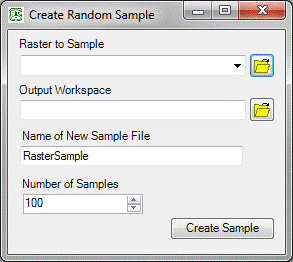 Create Random Sample
Raster to Sample
Output Workspace
Name of New Sample File
RasterSample
Number of Samples
100
Create Sample